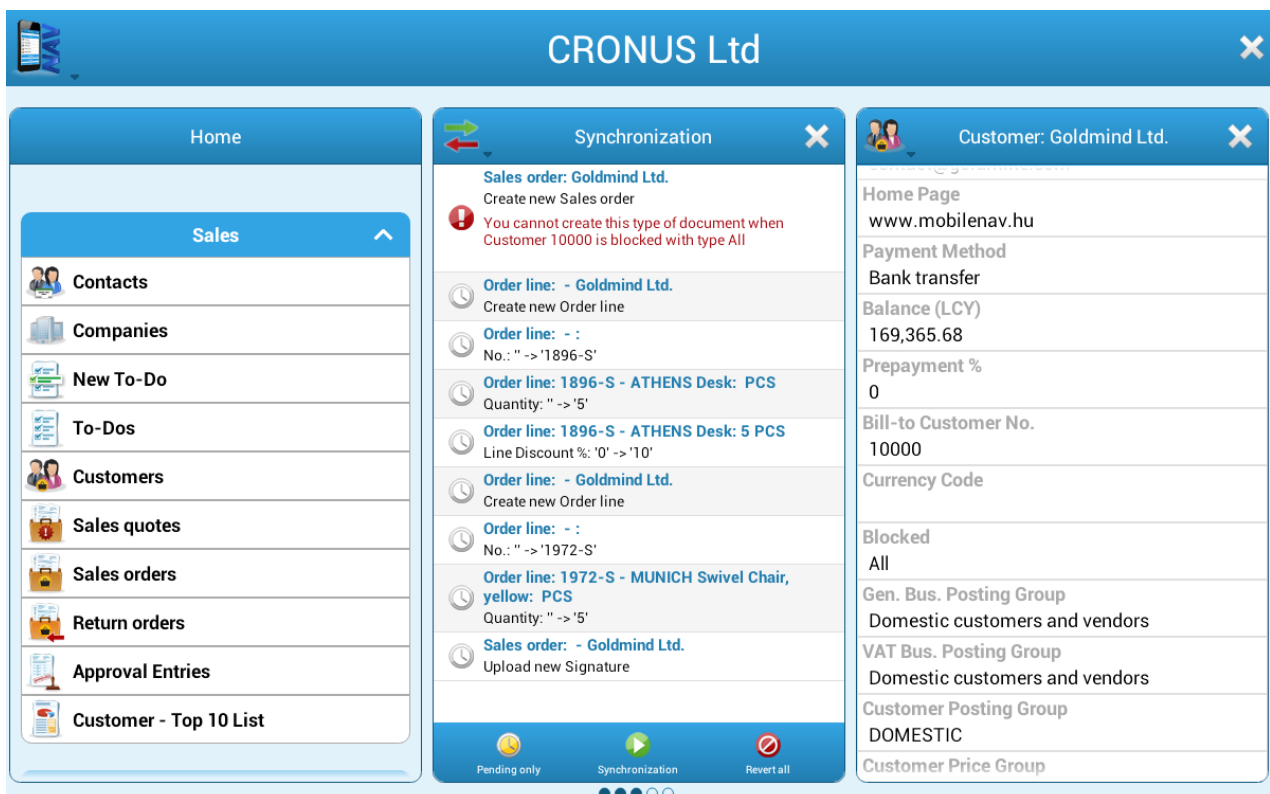 NAV
CRONUS Ltd
Home
Sales
Contacts
Companies
New To-Do
To-Dos
Customers
Sales quotes
Sales orders
Return orders
Approval Entries
Customer - Top 10 List
Synchronization
Sales order: Goldmind Ltd.
Create new Sales order
You cannot create this type of document when
Customer 10000 is blocked with type All
Order line:  - Goldmind Ltd.
Create new Order line
Order line:  - :
No.: '' -> '1896-S'
Order line: 1896-S - ATHENS Desk:  PCS
Quantity: '' -> '5'
Order line: 1896-S - ATHENS Desk: 5 PCS
Line Discount %: '0' -> '10'
Order line:  - Goldmind Ltd.
Create new Order line
Order line:  - :
No.: '' -> '1972-S'
Order line: 1972-S - MUNICH Swivel Chair,
yellow:  PCS
Quantity: '' -> '5'
Sales order:  - Goldmind Ltd.
Upload new Signature
Pending only
Synchronization
Revert all
Customer: Goldmind Ltd.
Home Page
www.mobilenav.hu
Payment Method
Bank transfer
Balance (LCY)
169,365.68
Prepayment %
0
Bill-to Customer No.
10000
Currency Code
Blocked
All
Gen. Bus. Posting Group
Domestic customers and vendors
VAT Bus. Posting Group
Domestic customers and vendors
Customer Posting Group
DOMESTIC
Customer Price Group